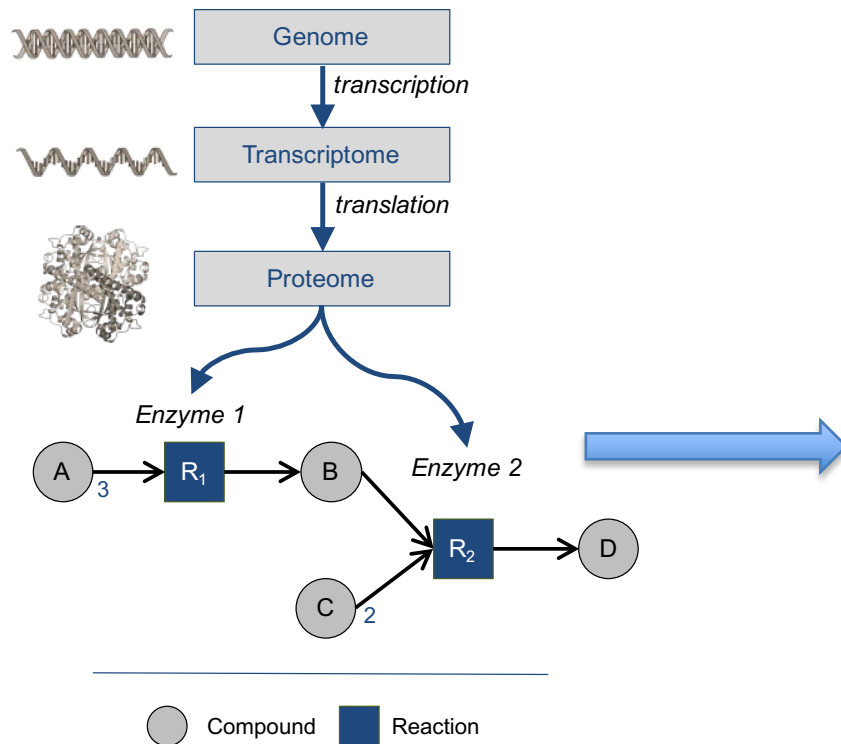 Genome
transcription
Transcriptome
translation
Proteome
Enzyme 1
Enzyme 2
A
3
R₁
B
R₂
D
C
2
Compound
Reaction